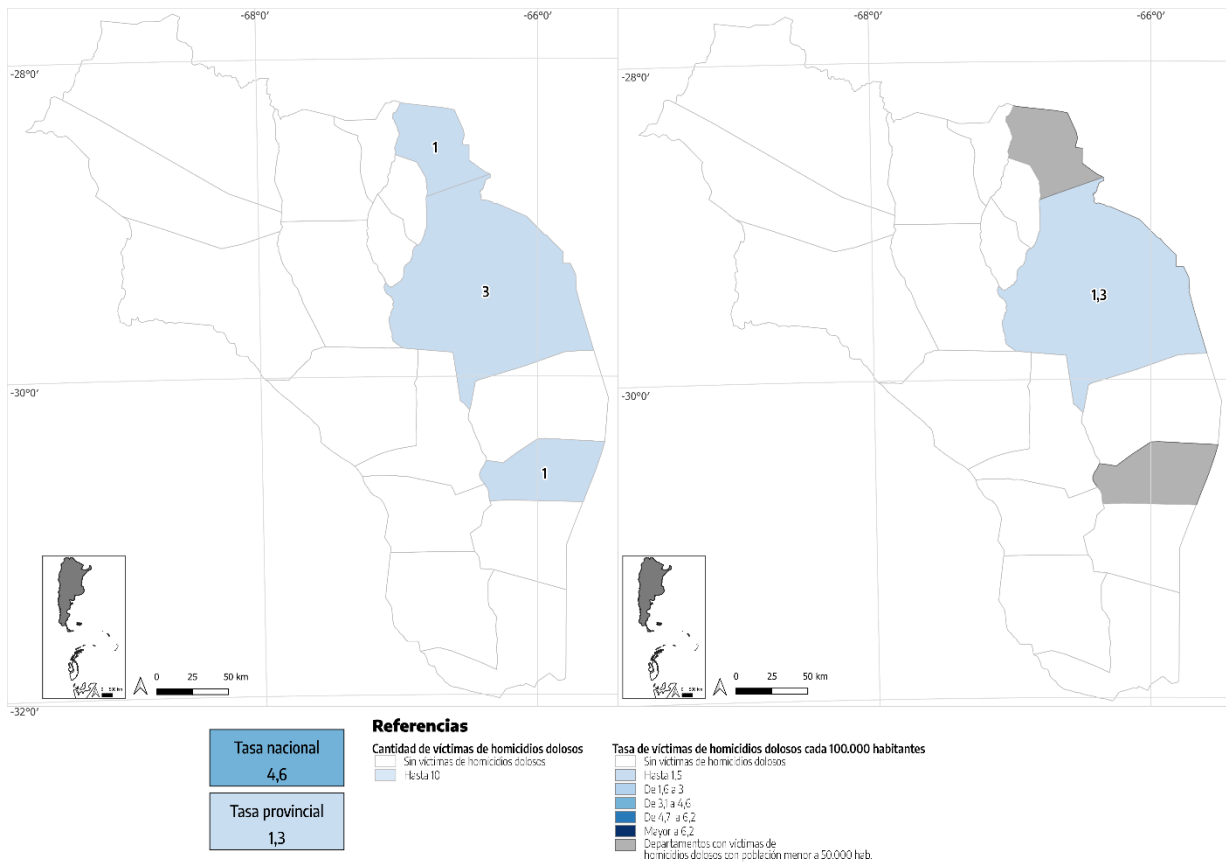 -68°0′
-66°0′
-68°0′
-66°0′
-28°0′
-28°0′
1
3
1,3
-30°0′
-30°0′
1
0 25 50 km
0 25 50 km
-32°0′
Tasa nacional
4,6
Tasa provincial
1,3
Referencias
Cantidad de víctimas de homicidios dolosos
Sin víctimas de homicidios dolosos
Hasta 10
Tasa de víctimas de homicidios dolosos cada 100.000 habitantes
Sin víctimas de homicidios dolosos
Hasta 1,5
De 1,6 a 3
De 3,1 a 4,6
De 4,7 a 6,2
Mayor a 6,2
Departamentos con víctimas de
homicidios dolosos con población menor a 50.000 hab.